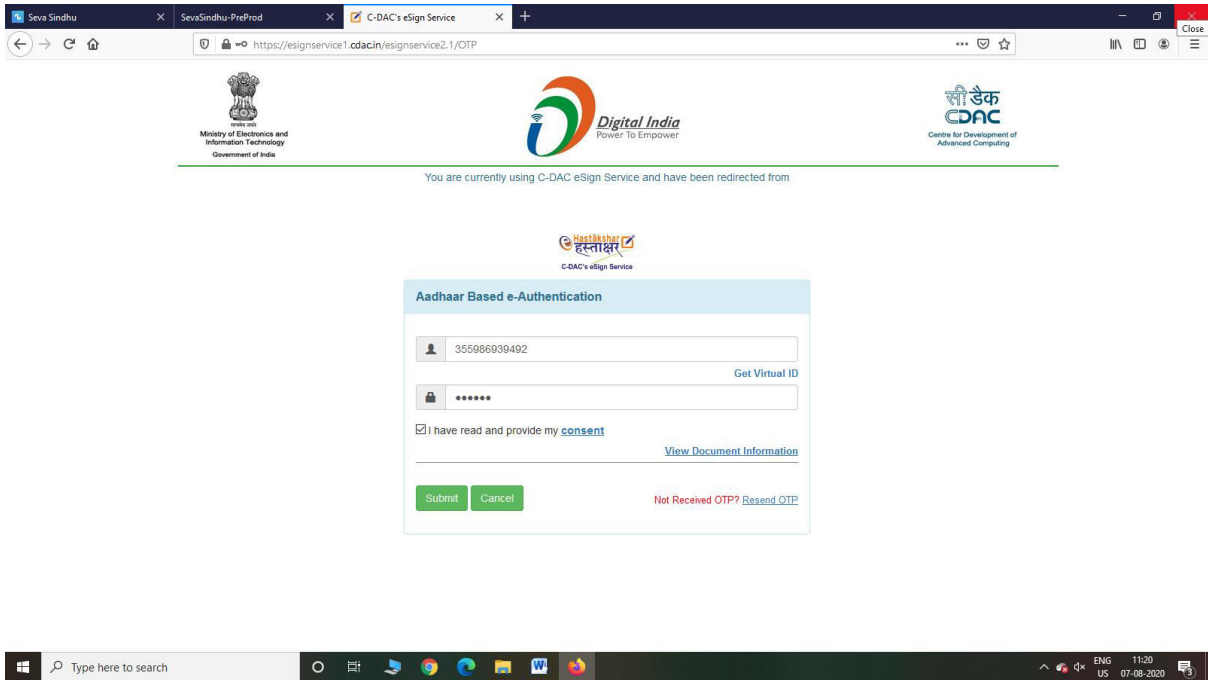 Seva Sindhu
SevaSindhu-PreProd
C-DAC's eSign Service
Close
https://esignservice1.cdac.in/esignservice2.1/OTP
सत्यमेव जयते
Ministry of Electronics and
Information Technology
Government of India
Digital India
Power To Empower
सी डैक
CDAC
Centre for Development of
Advanced Computing
You are currently using C-DAC eSign Service and have been redirected from
e Hastākshar
हस्ताक्षर
C-DAC's eSign Service
Aadhaar Based e-Authentication
355986939492
Get Virtual ID
I have read and provide my consent
View Document Information
Submit Cancel Not Received OTP? Resend OTP
Type here to search
ENG 11:20
US 07-08-2020 3